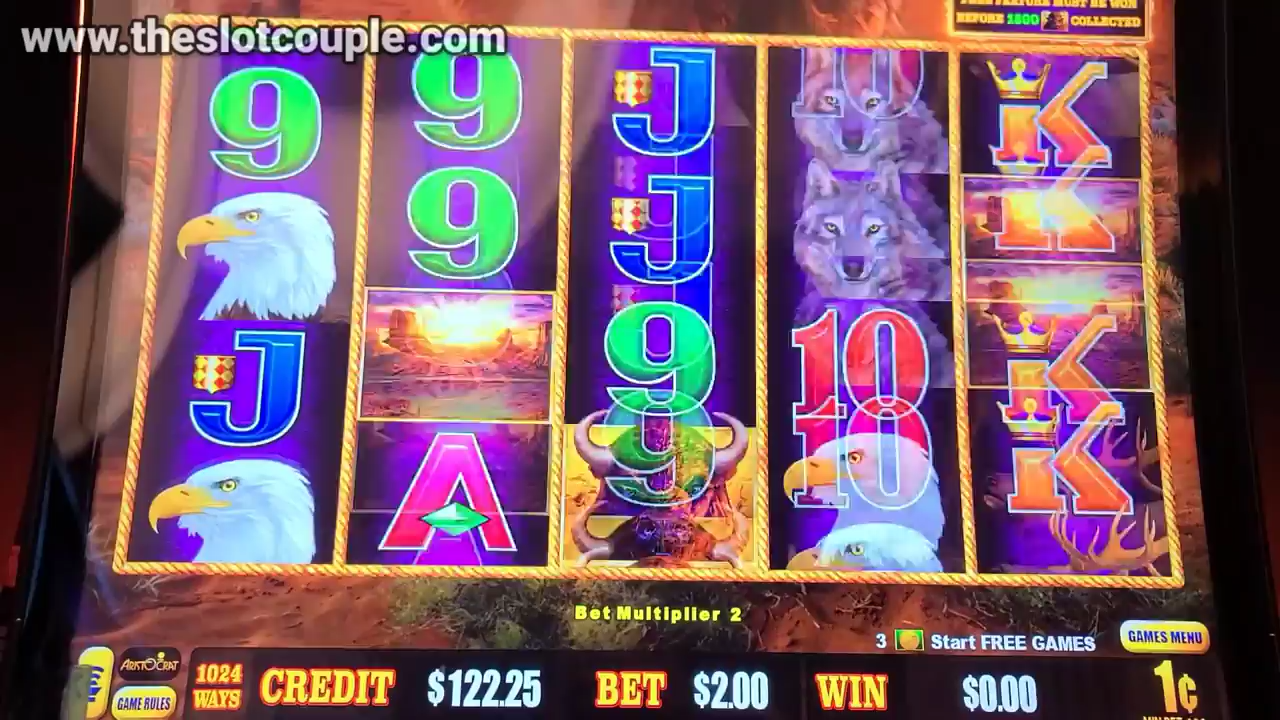 www.theslotcouple.com
FREE FEATURE MUST BE WON
BEFORE 1800 COLLECTED
9 9 J 10 K
9 J K
J 9 10 K
A 9 10 K
Bet Multiplier 2
3 Start FREE GAMES
GAMES MENU
ARISTOCRAT
GAME RULES
1024
WAYS
CREDIT $122.25
BET $2.00
WIN $0.00
1¢